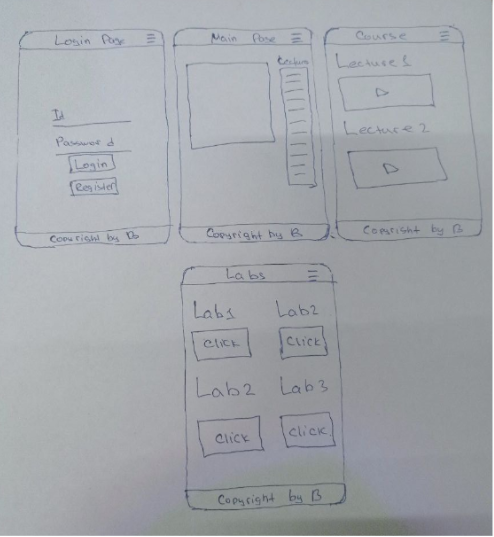 Login Page
Id
Password
Login
Register
Copyright by B
Main Page
Lecture
Copyright by B
Course
Lecture 1
Lecture 2
Copyright by B
Labs
Lab1 Lab2
Click Click
Lab2 Lab3
Click Click
Copyright by B